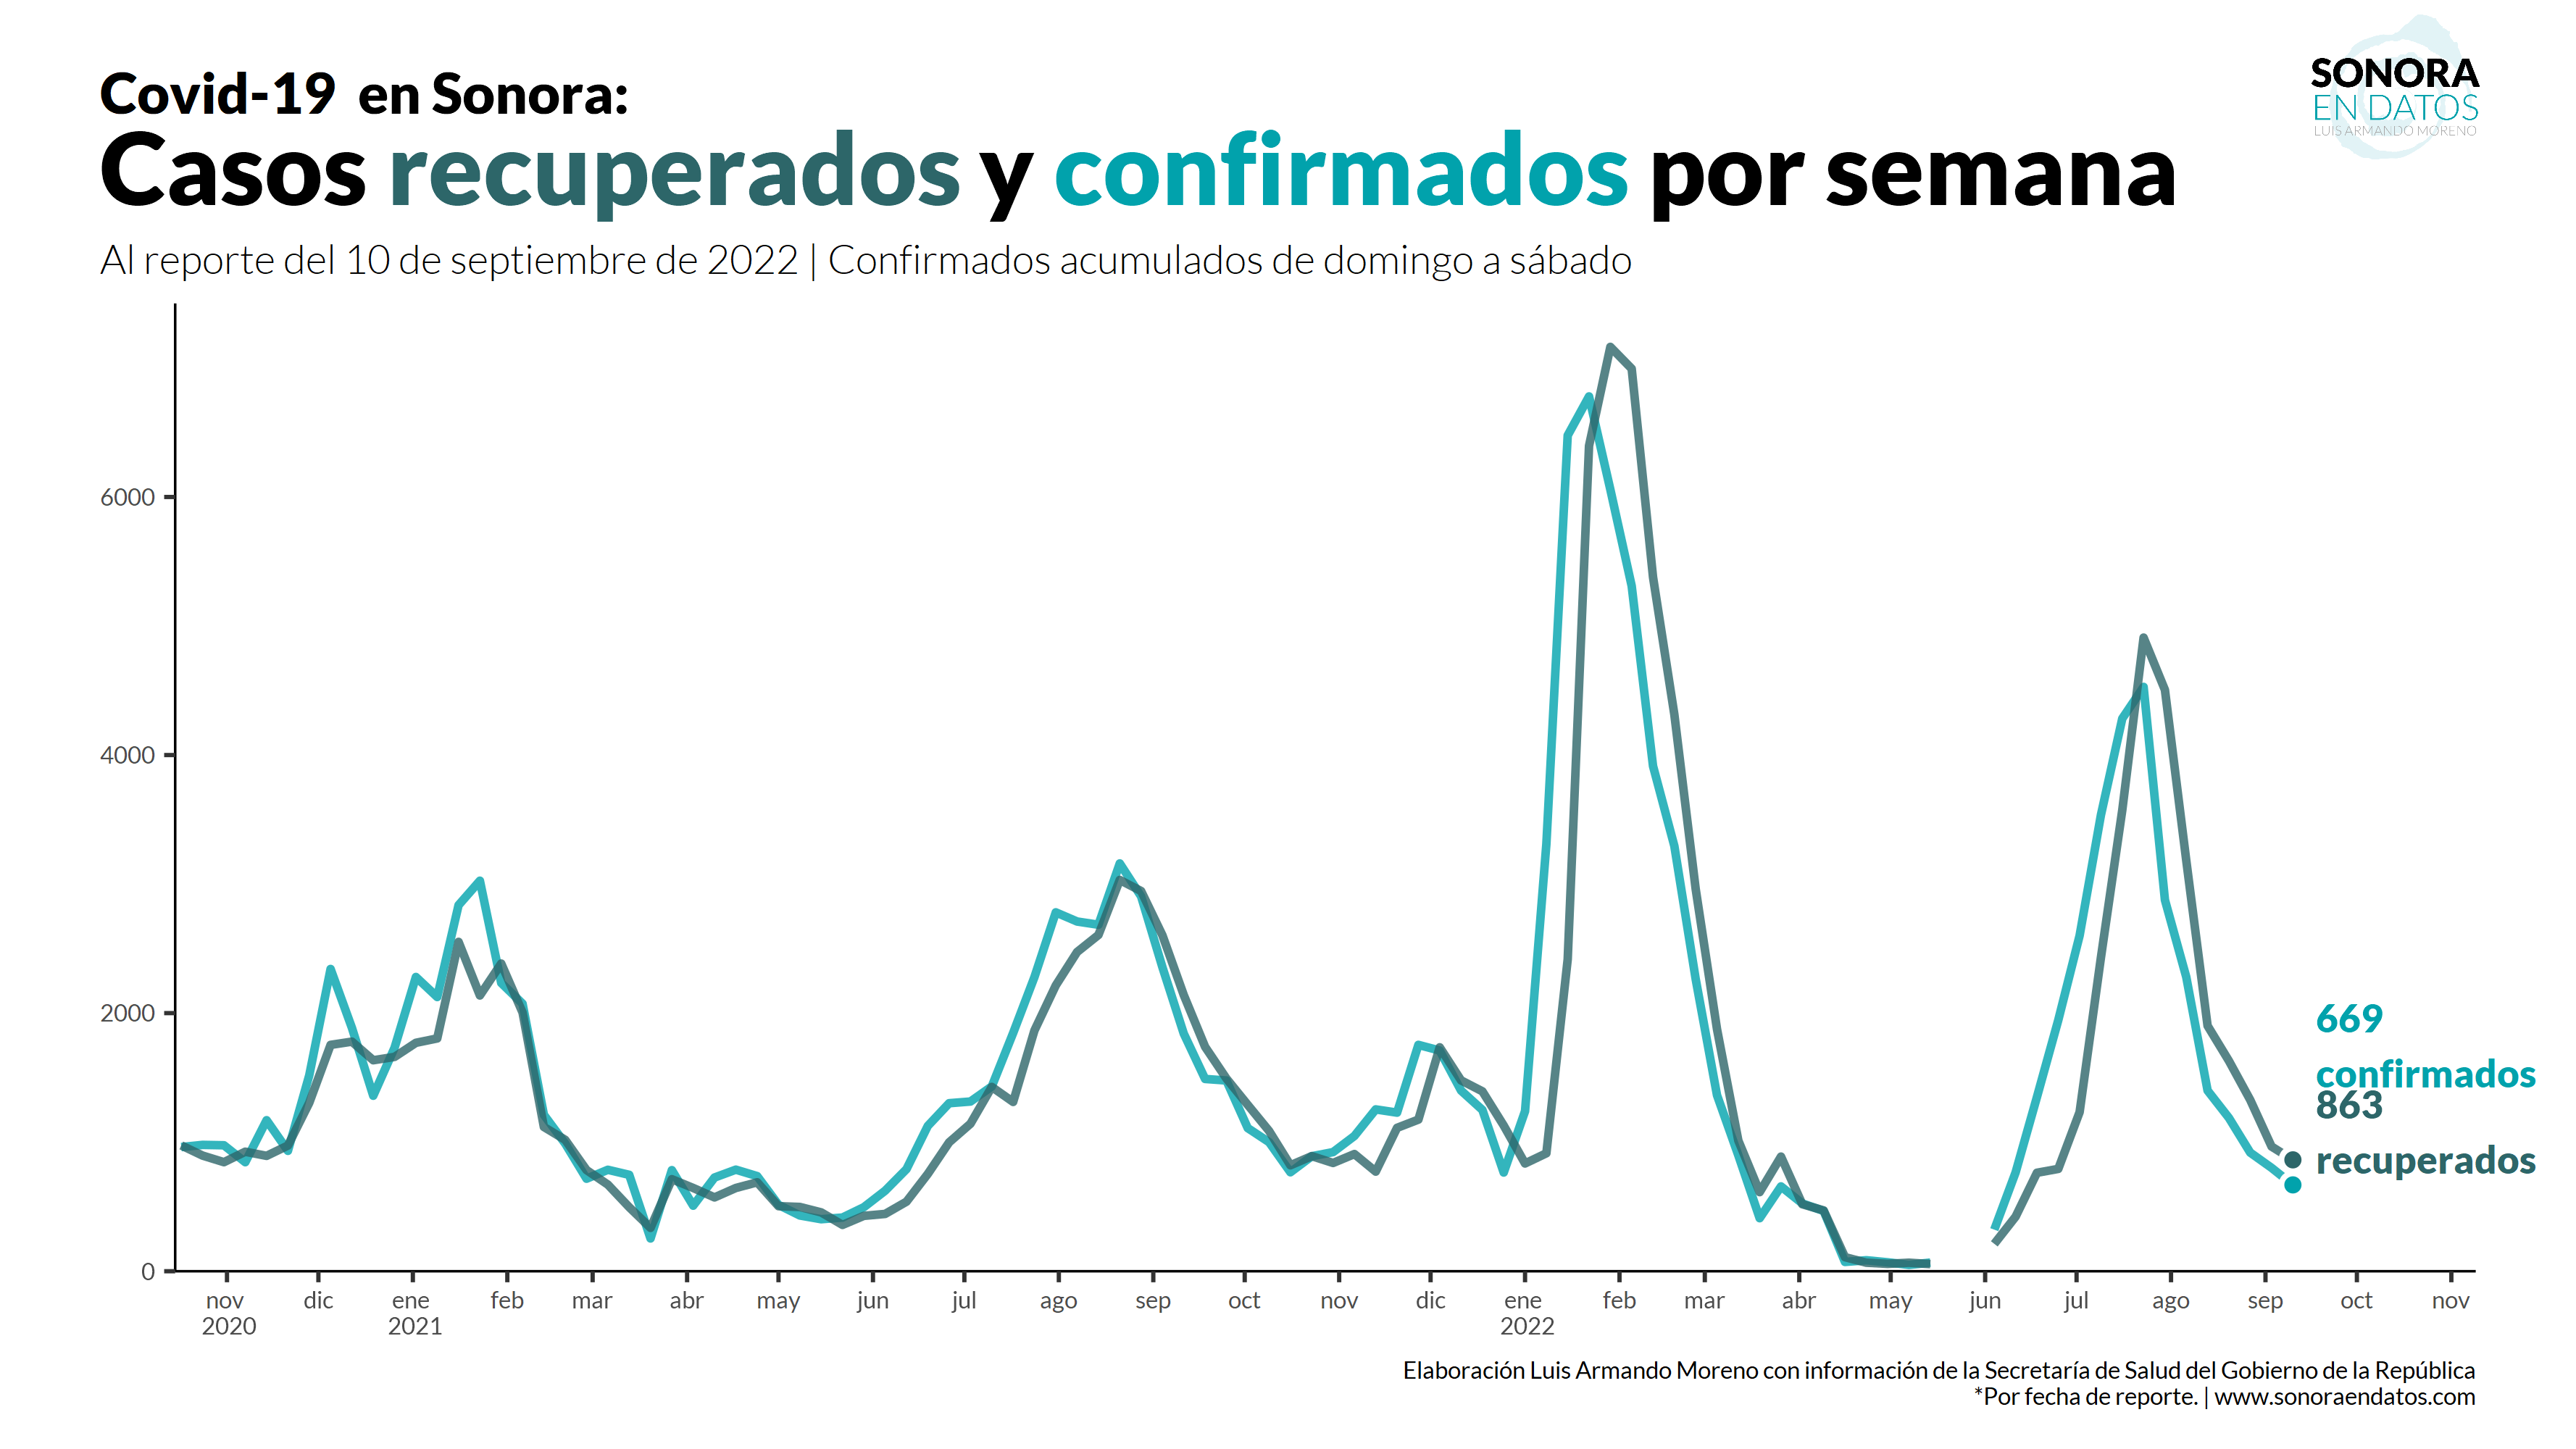 Covid-19 en Sonora:
Casos recuperados y confirmados por semana
Al reporte del 10 de septiembre de 2022 | Confirmados acumulados de domingo a sábado
SONORA
EN DATOS
LUIS ARMANDO MORENO
6000
4000
2000
0
669
confirmados
863
recuperados
nov dic ene feb mar abr may jun jul ago sep oct nov dic ene feb mar abr may jun jul ago sep oct nov
2020 2021 2022
Elaboración Luis Armando Moreno con información de la Secretaría de Salud del Gobierno de la República
*Por fecha de reporte. | www.sonoraendatos.com